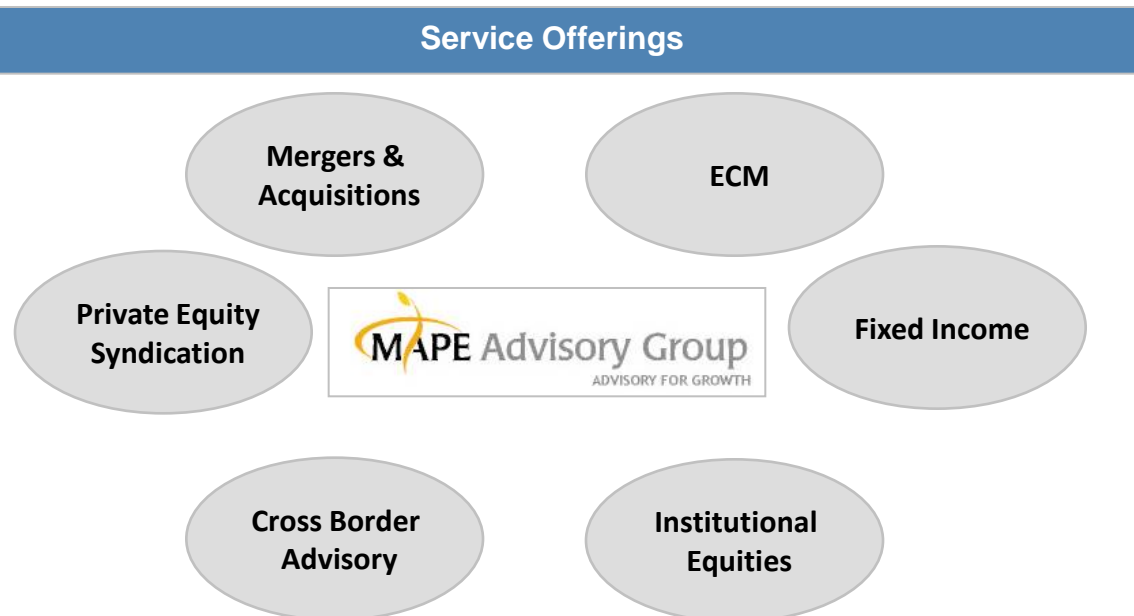 Service Offerings
Mergers &
Acquisitions
ECM
Private Equity
Syndication
MAPE Advisory Group
ADVISORY FOR GROWTH
Fixed Income
Cross Border
Advisory
Institutional
Equities